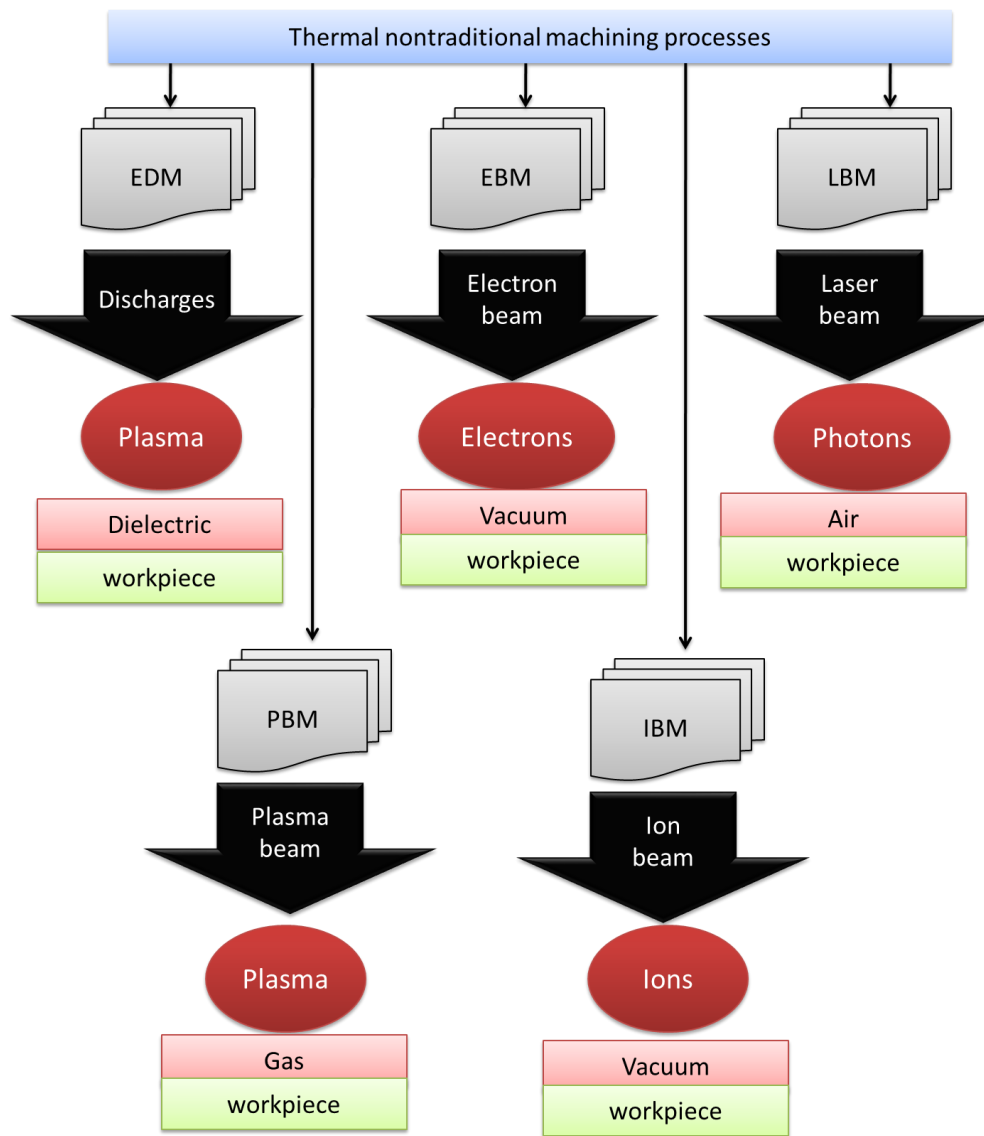 Thermal nontraditional machining processes
EDM
Discharges
Plasma
Dielectric
workpiece
EBM
Electron
beam
Electrons
Vacuum
workpiece
LBM
Laser
beam
Photons
Air
workpiece
PBM
Plasma
beam
Plasma
Gas
workpiece
IBM
Ion
beam
Ions
Vacuum
workpiece